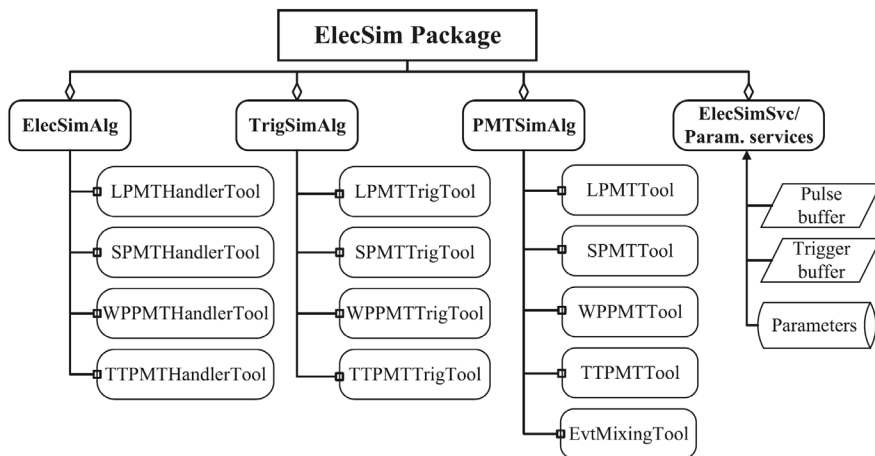 ElecSim Package
ElecSimAlg
LPMTHandlerTool
SPMTHandlerTool
WPPMTHandlerTool
TTPMTHandlerTool
TrigSimAlg
LPMTTrigTool
SPMTTrigTool
WPPMTTrigTool
TTPMTTrigTool
PMTSimAlg
LPMTTool
SPMTTool
WPPMTTool
TTPMTTool
EvtMixingTool
ElecSimSvc/
Param. services
Pulse
buffer
Trigger
buffer
Parameters